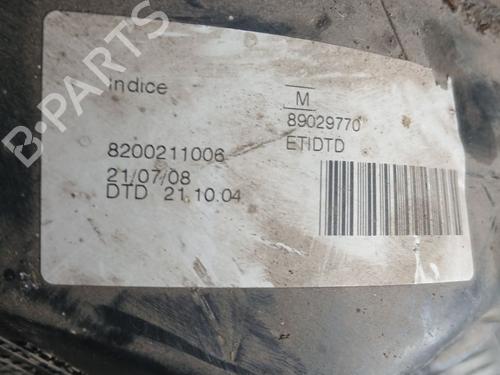 B-PARTS
Indice
M
89029770
ETIDTD
8200211006
21/07/08
DTD 21.10.04